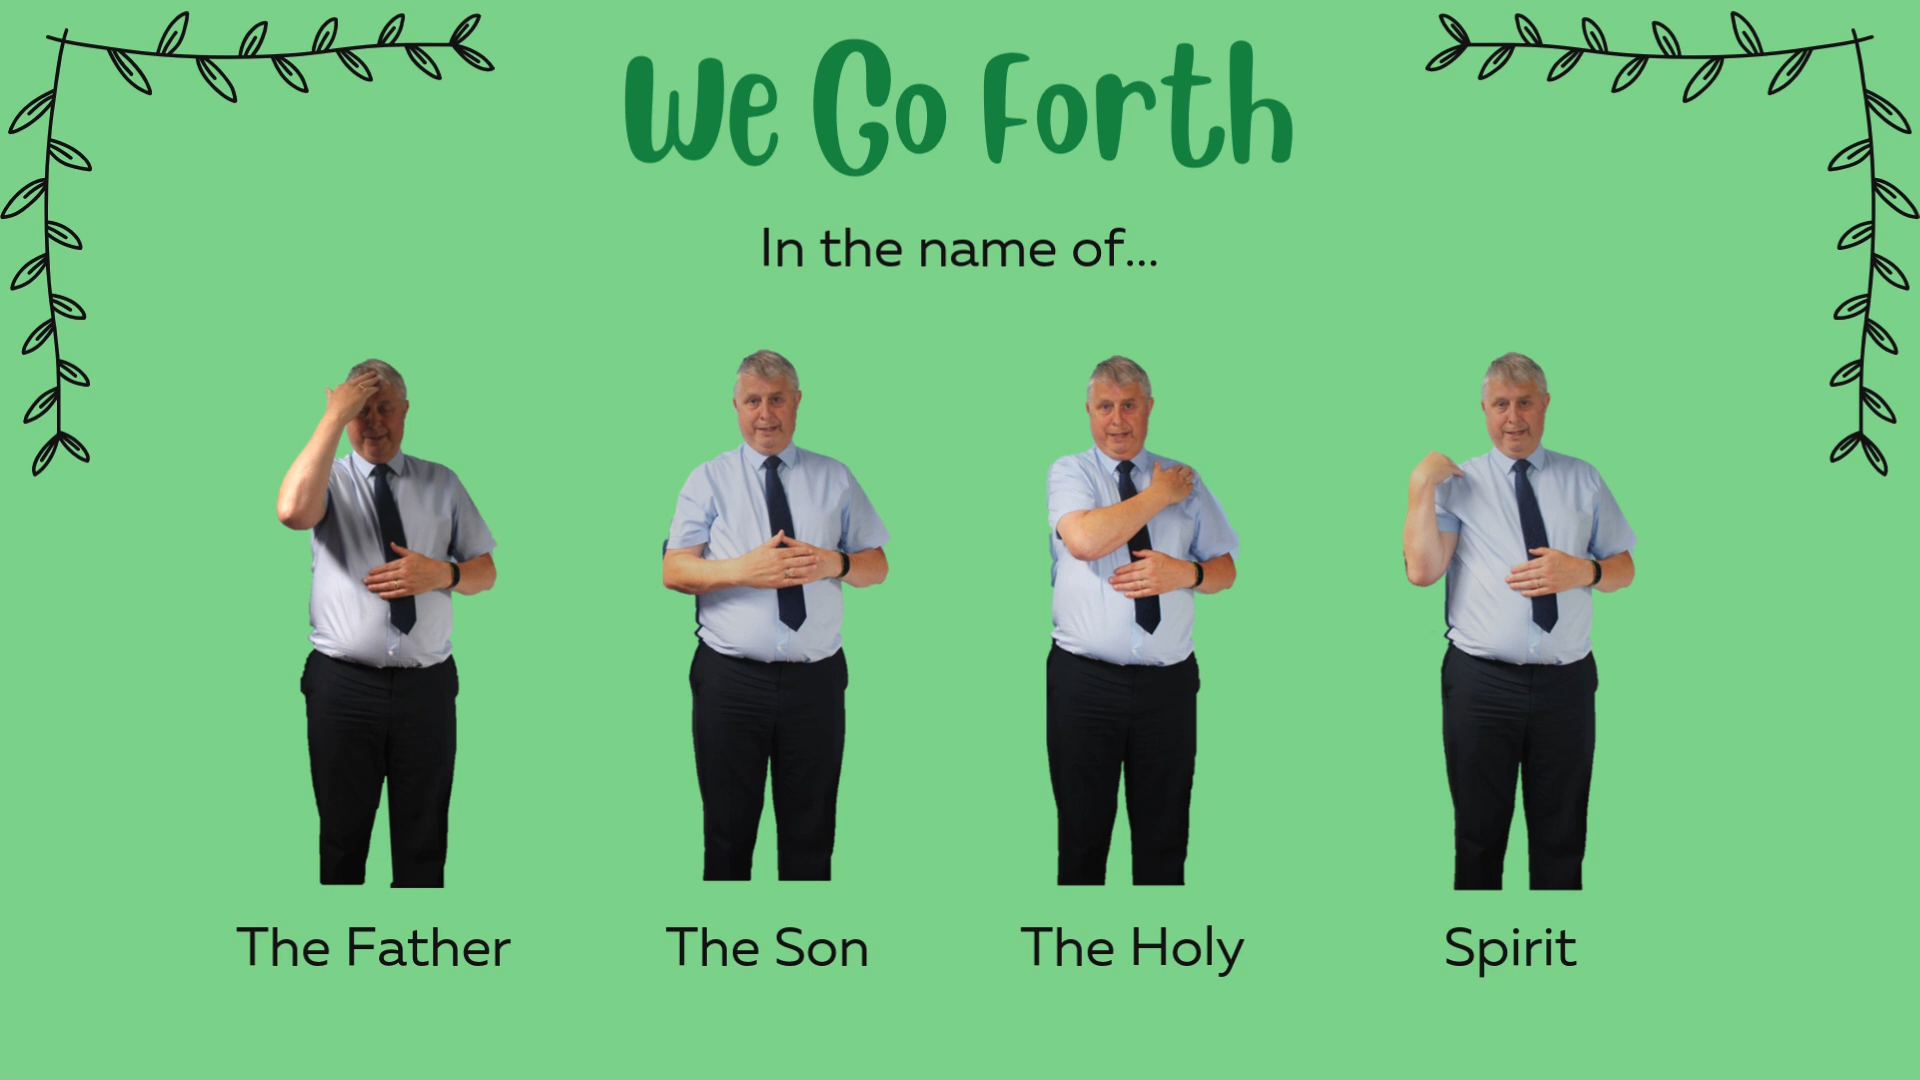 We Go Forth
In the name of...
The Father
The Son
The Holy
Spirit